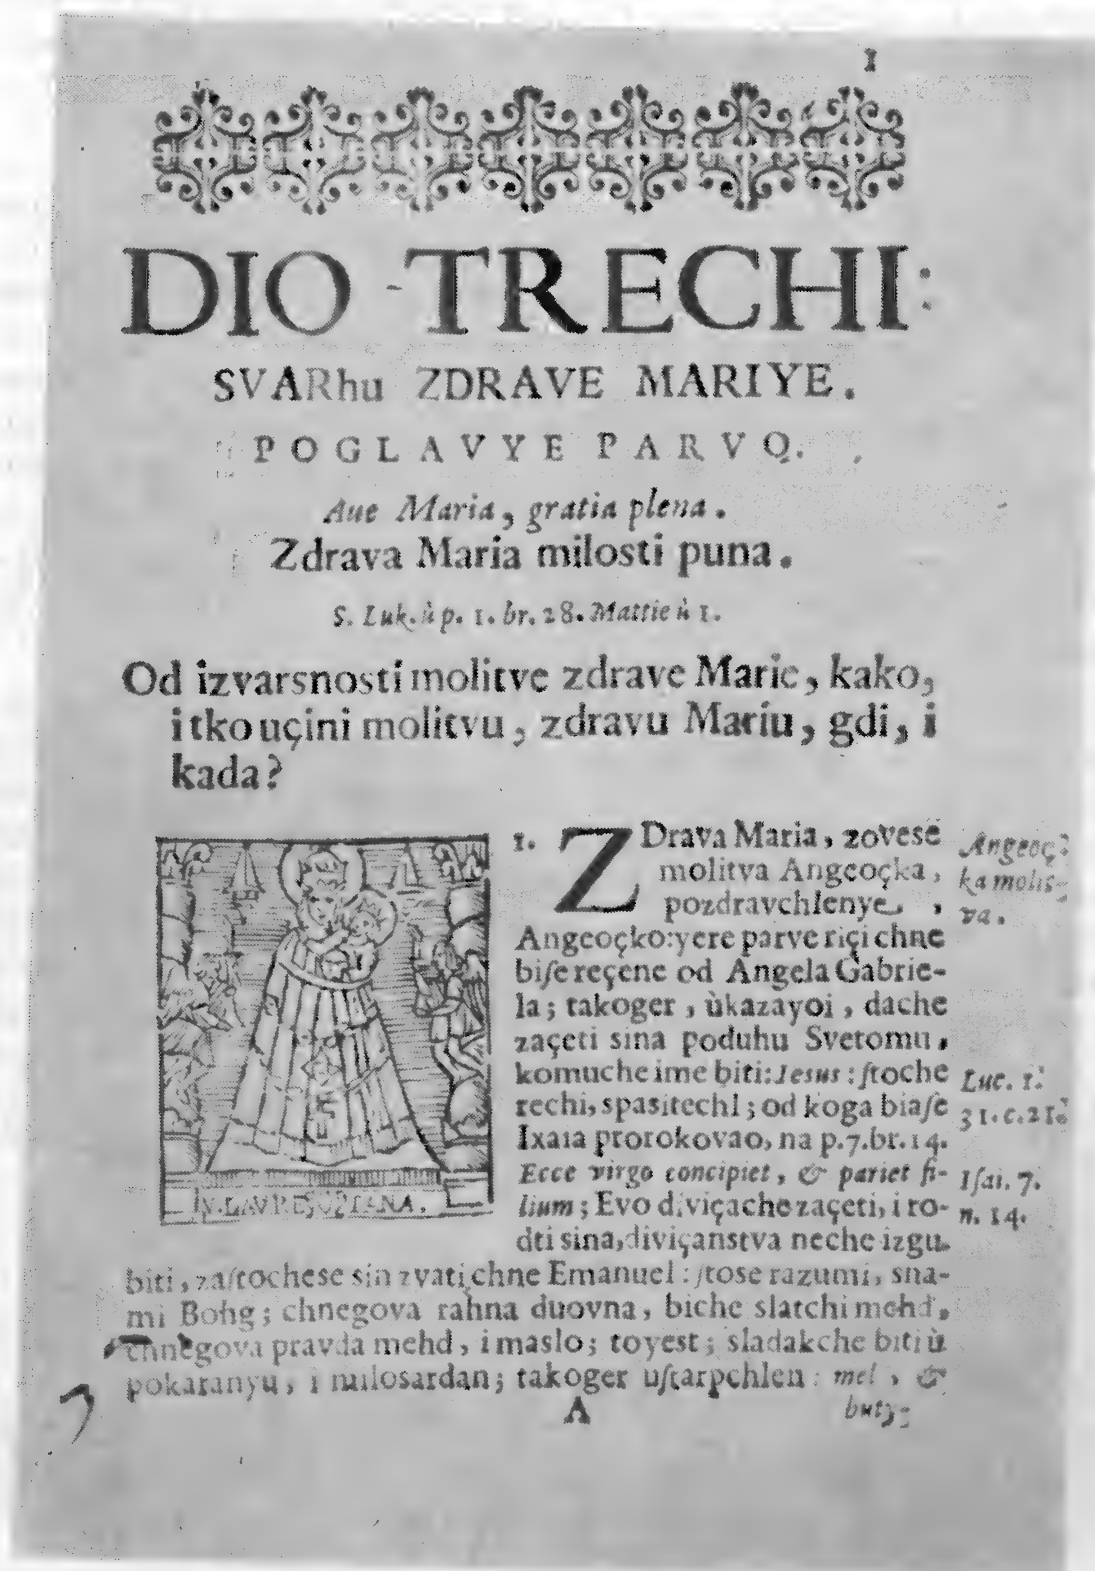 1
DIO TRECHI:
SVARhu ZDRAVE MARIYE.
POGLAVYE PARVO.
Aue Maria, gratia plena.
Zdrava Maria milosti puna.
S. Luk. ù p. 1. br. 28. Mattie ù 1.
Od izvarsnosti molitve zdrave Marie, kako,
i tko uçini molitvu, zdravu Mariu, gdi, i
kada?
1. ZDrava Maria, zovese
molitva Angeoçka,
pozdravchlenye,
Angeoçko: yere parve riçi chne
biſe reçene od Angela Gabrie-
la; takoger, ùkazayoi, dache
zaçeti sina poduhu Svetomu,
komuche ime biti: Jesus: ſtoche
rechi, spasitechl; od koga biaſe
Ixaia prorokovao, na p. 7. br. 14.
Ecce virgo concipiet, & pariet fi-
lium; Evo diviçache zaçeti, i ro-
dti sina, diviçanstva neche izgu-
biti, zaſtochese sin zvati chne Emanuel: ſtose razumi, sna-
mi Bohg; chnegova rahna duovna, biche slatchi mehd,
chnegova pravda mehd, i maslo; toyest; sladakche biti ù
pokaranyu, i milosardan; takoger uſtarpchlen: mel, &
A buty-
Angeoç-
ka molit-
va.
Luc. 1.
31. c. 21.
Iſai. 7.
n. 14.